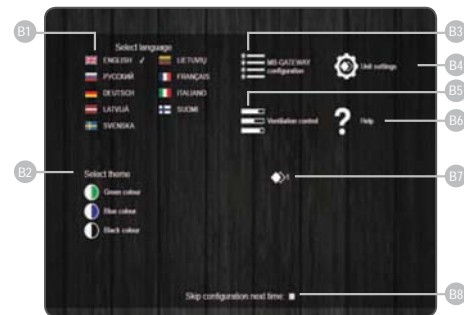 B1
B2
B3
B4
B5
B6
B7
B8
Select language
ENGLISH ✓
РУССКИЙ
DEUTSCH
LATVIJĀ
SVENSKA
LIETUVIŲ
FRANÇAIS
ITALIANO
SUOMI
MB-GATEWAY
configuration
Unit settings
Ventilation control
Help
1
Select theme
Green colour
Blue colour
Black colour
Skip configuration next time: